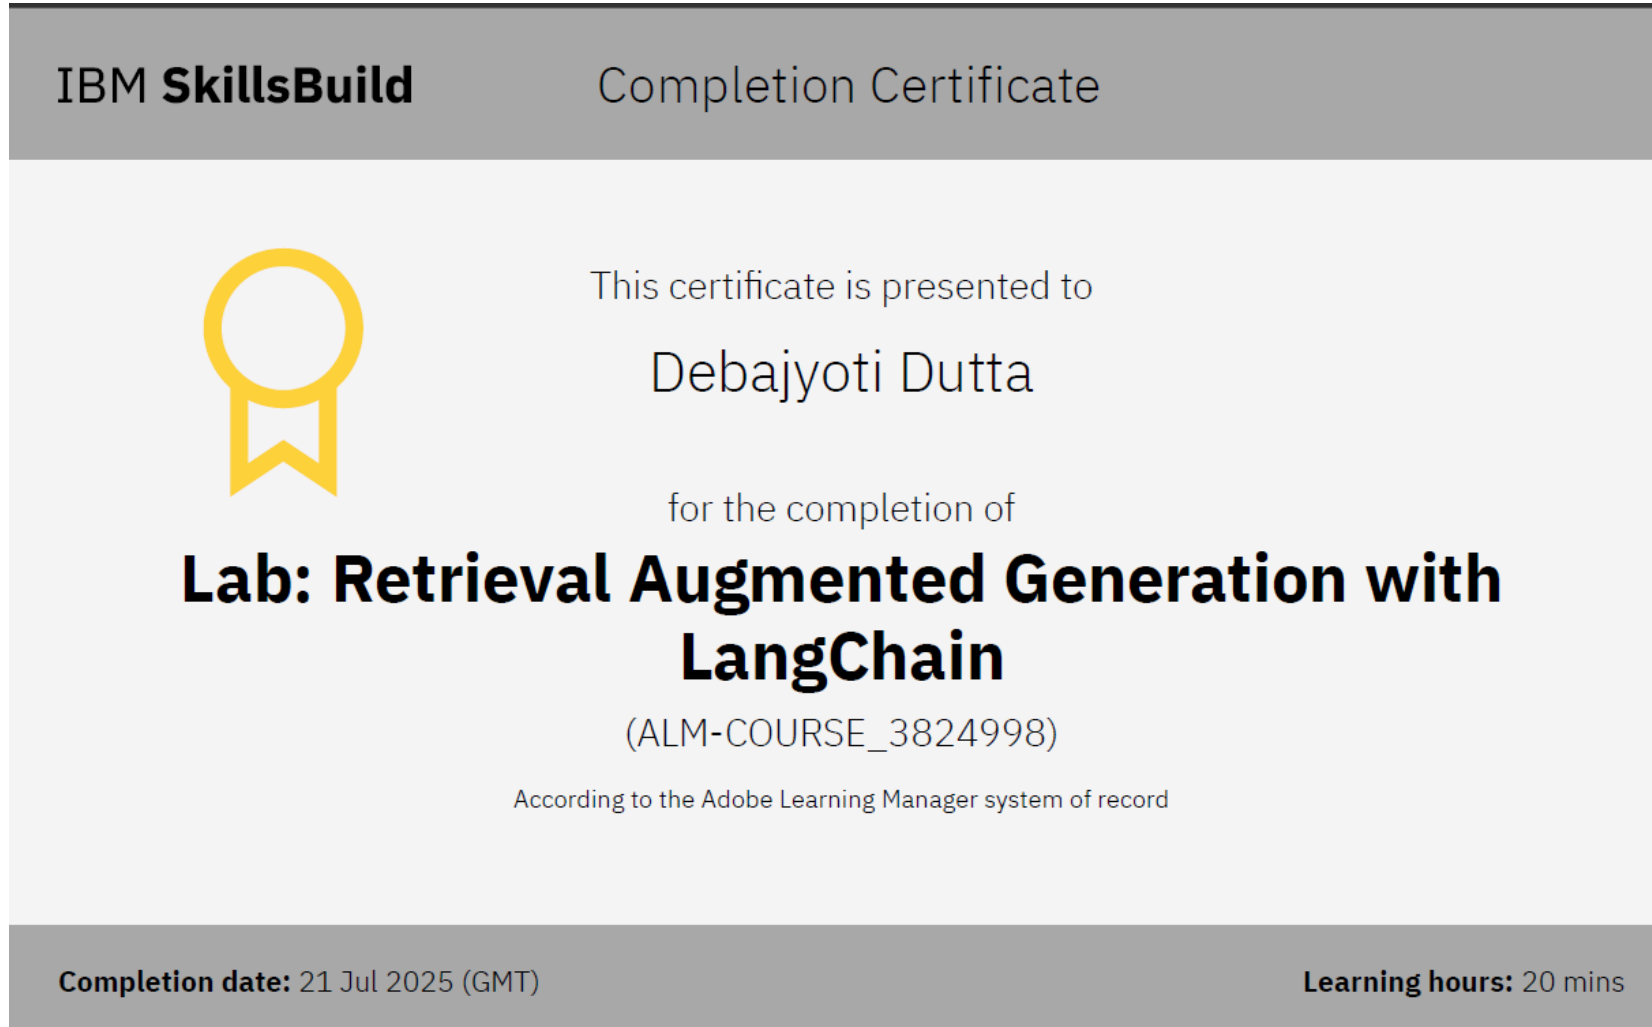 IBM SkillsBuild
Completion Certificate
This certificate is presented to
Debajyoti Dutta
for the completion of
Lab: Retrieval Augmented Generation with
LangChain
(ALM-COURSE_3824998)
According to the Adobe Learning Manager system of record
Completion date: 21 Jul 2025 (GMT)
Learning hours: 20 mins